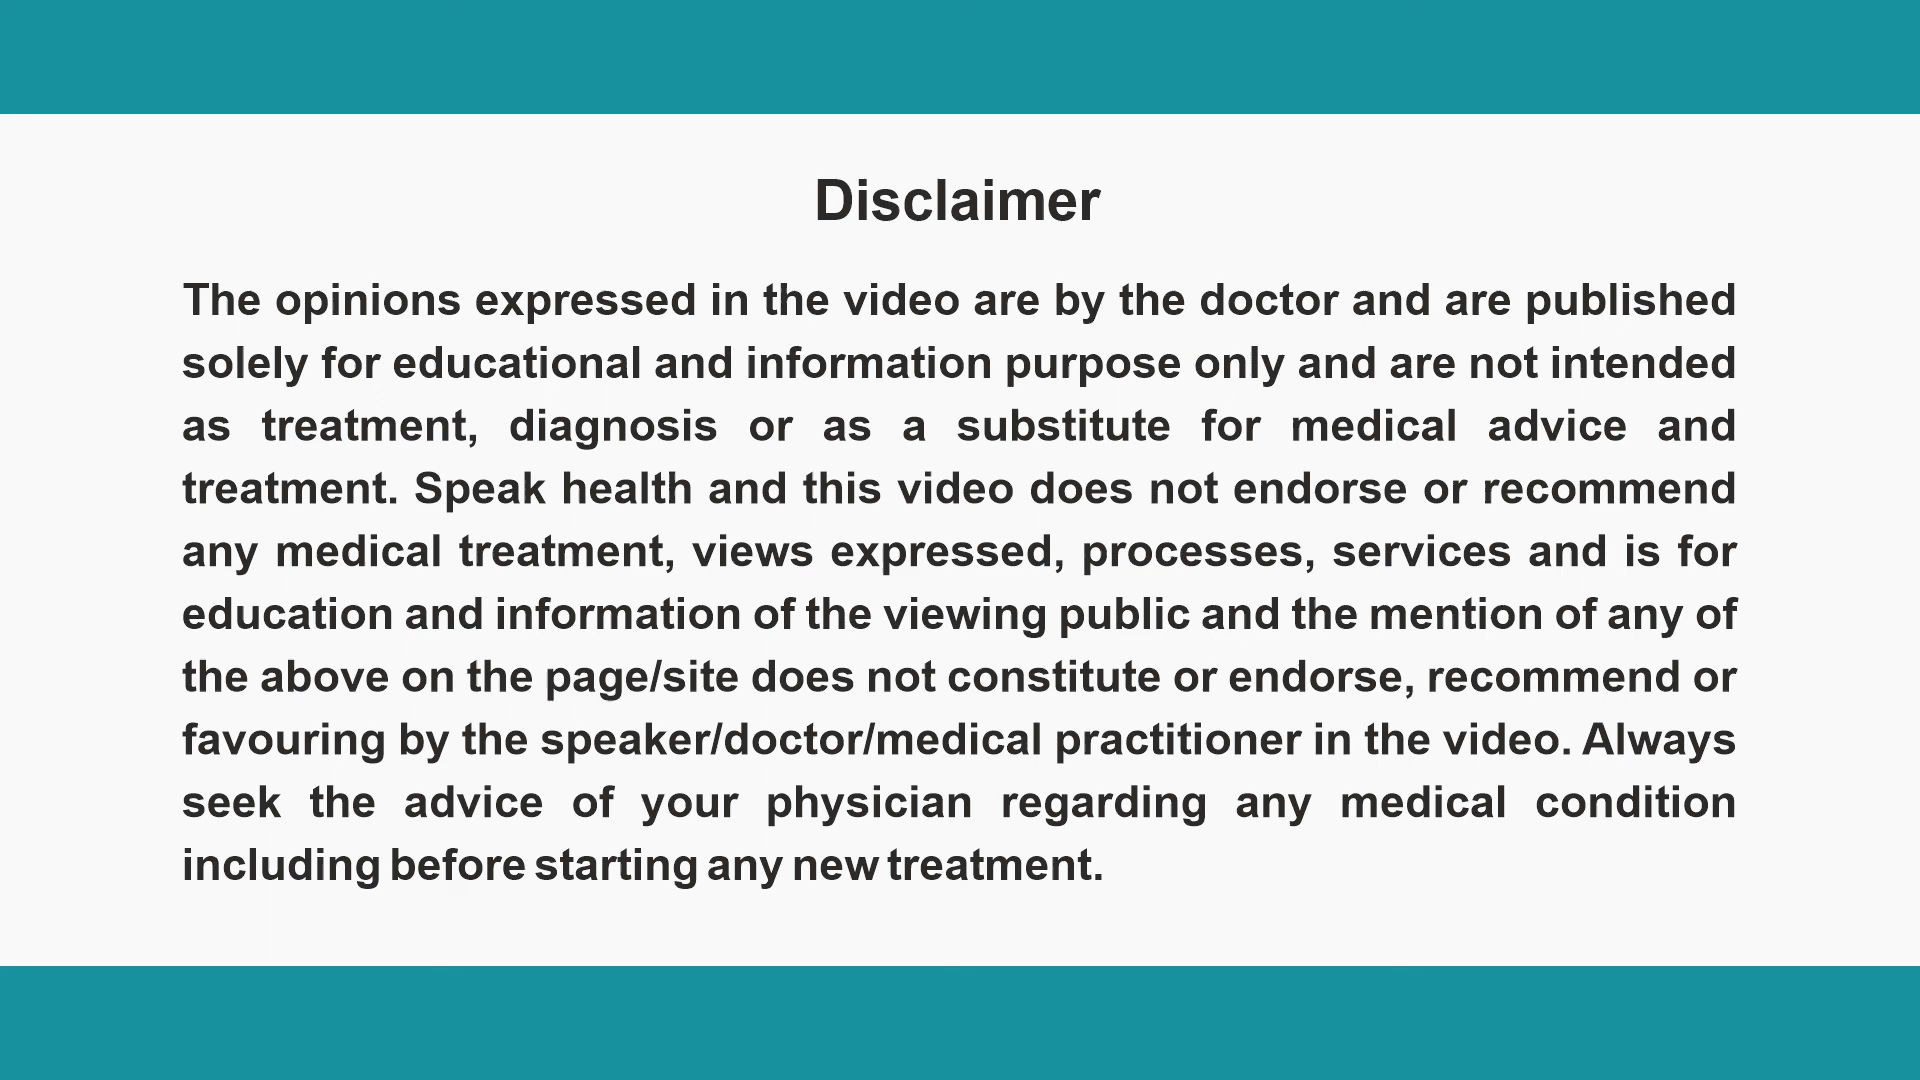 Disclaimer
The opinions expressed in the video are by the doctor and are published
solely for educational and information purpose only and are not intended
as treatment, diagnosis or as a substitute for medical advice and
treatment. Speak health and this video does not endorse or recommend
any medical treatment, views expressed, processes, services and is for
education and information of the viewing public and the mention of any of
the above on the page/site does not constitute or endorse, recommend or
favouring by the speaker/doctor/medical practitioner in the video. Always
seek the advice of your physician regarding any medical condition
including before starting any new treatment.